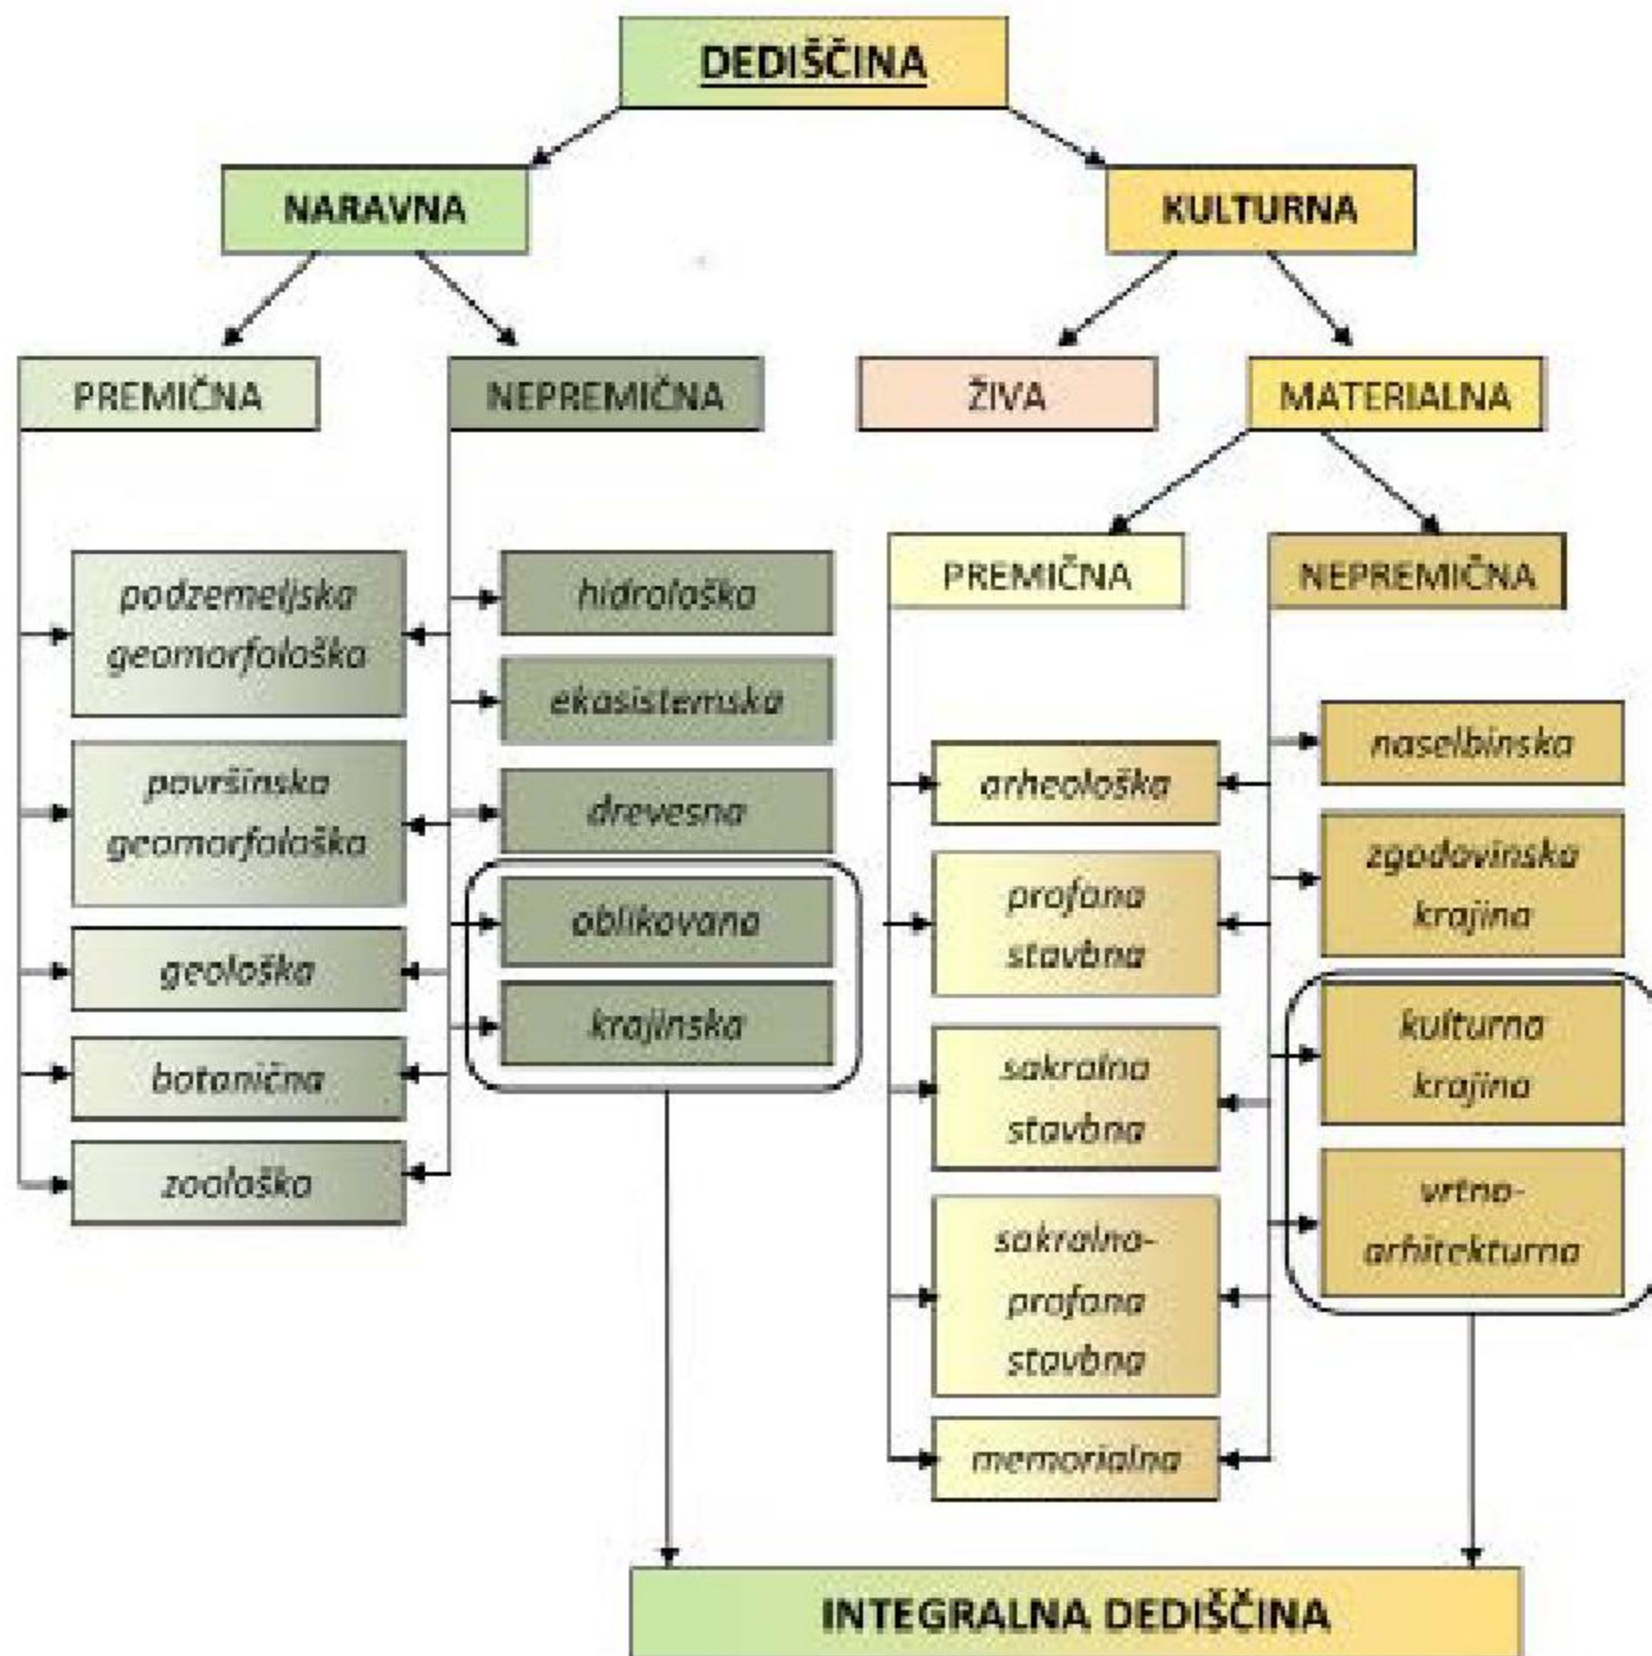 DEDIŠČINA
NARAVNA
KULTURNA
PREMIČNA
NEPREMIČNA
ŽIVA
MATERIALNA
PREMIČNA
NEPREMIČNA
podzemeljska
geomorfološka
površinska
geomorfološka
geološka
botanična
zoološka
hidrološka
ekosistemska
drevesna
oblikovana
krajinska
arheološka
profana
stavbna
sakralna
stavbna
sakralno-
profana
stavbna
memorialna
naselbinska
zgodovinska
krajina
kulturna
krajina
vrtno-
arhitekturna
INTEGRALNA DEDIŠČINA